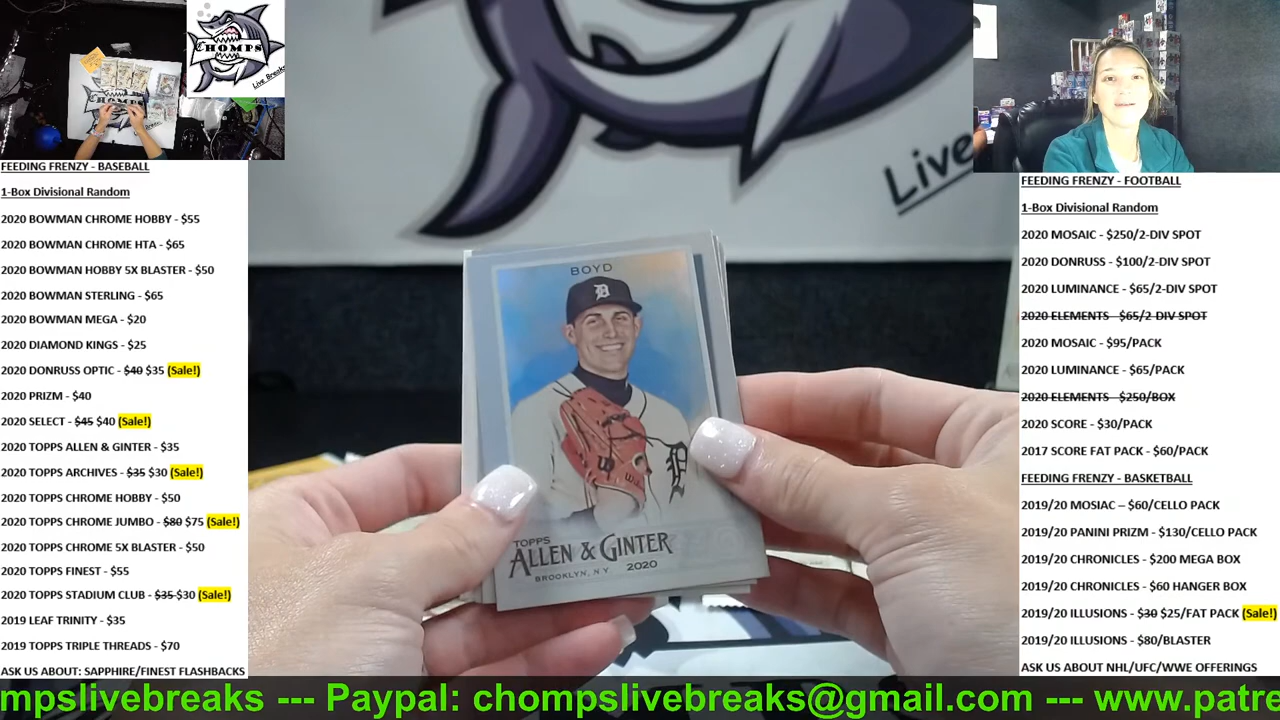 CHOMPS
Live Breaks
Live
FEEDING FRENZY - BASEBALL
1-Box Divisional Random
2020 BOWMAN CHROME HOBBY - $55
2020 BOWMAN CHROME HTA - $65
2020 BOWMAN HOBBY 5X BLASTER - $50
2020 BOWMAN STERLING - $65
2020 BOWMAN MEGA - $20
2020 DIAMOND KINGS - $25
2020 DONRUSS OPTIC - $40 $35 (Sale!)
2020 PRIZM - $40
2020 SELECT - $45 $40 (Sale!)
2020 TOPPS ALLEN & GINTER - $35
2020 TOPPS ARCHIVES - $35 $30 (Sale!)
2020 TOPPS CHROME HOBBY - $50
2020 TOPPS CHROME JUMBO - $80 $75 (Sale!)
2020 TOPPS CHROME 5X BLASTER - $50
2020 TOPPS FINEST - $55
2020 TOPPS STADIUM CLUB - $35 $30 (Sale!)
2019 LEAF TRINITY - $35
2019 TOPPS TRIPLE THREADS - $70
ASK US ABOUT: SAPPHIRE/FINEST FLASHBACKS
BOYD
D
D
TOPPS
ALLEN & GINTER
BROOKLYN, NY 2020
FEEDING FRENZY - FOOTBALL
1-Box Divisional Random
2020 MOSAIC - $250/2-DIV SPOT
2020 DONRUSS - $100/2-DIV SPOT
2020 LUMINANCE - $65/2-DIV SPOT
2020 ELEMENTS - $65/2-DIV SPOT
2020 MOSAIC - $95/PACK
2020 LUMINANCE - $65/PACK
2020 ELEMENTS - $250/BOX
2020 SCORE - $30/PACK
2017 SCORE FAT PACK - $60/PACK
FEEDING FRENZY - BASKETBALL
2019/20 MOSIAC – $60/CELLO PACK
2019/20 PANINI PRIZM - $130/CELLO PACK
2019/20 CHRONICLES - $200 MEGA BOX
2019/20 CHRONICLES - $60 HANGER BOX
2019/20 ILLUSIONS - $30 $25/FAT PACK (Sale!)
2019/20 ILLUSIONS - $80/BLASTER
ASK US ABOUT NHL/UFC/WWE OFFERINGS
mpslivebreaks --- Paypal: chompslivebreaks@gmail.com --- www.patre